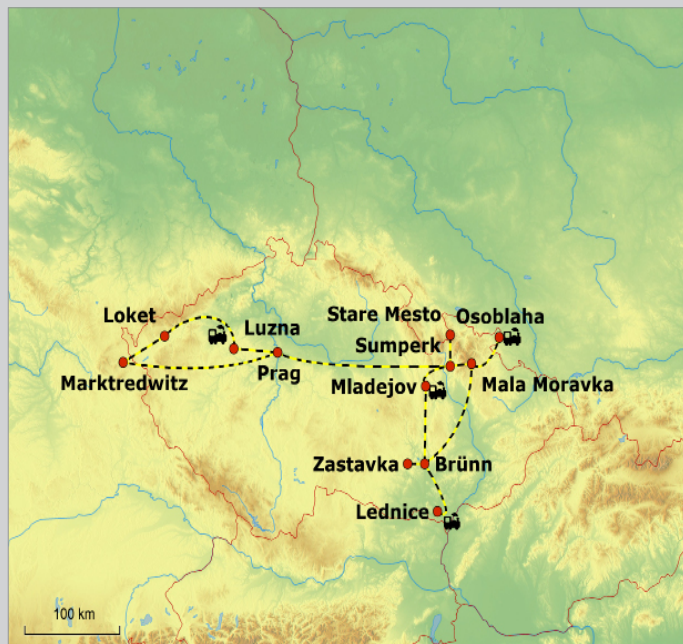 Loket
Luzna
Stare Mesto
Osoblaha
Sumperk
Marktredwitz
Prag
Mladejov
Mala Moravka
Zastavka
Brünn
Lednice
100 km